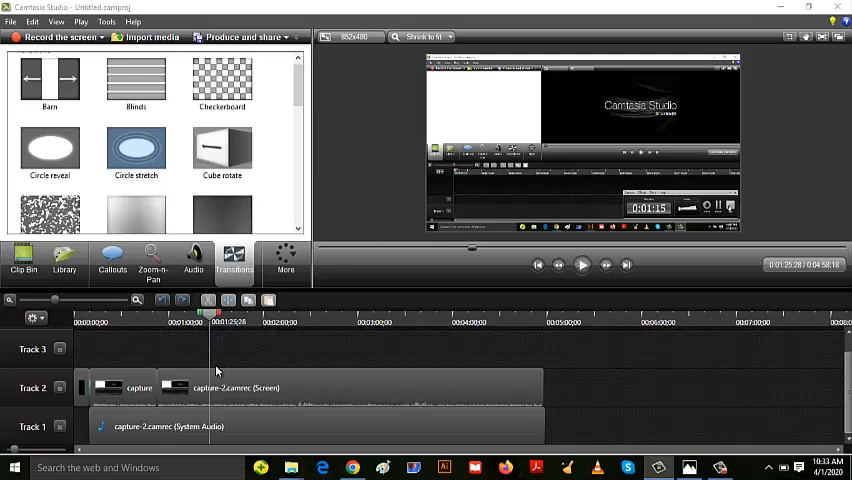 Camtasia Studio - Untitled.camproj
File Edit View Play Tools Help
Record the screen Import media Produce and share
852x480 Shrink to fit
Barn Blinds Checkerboard
Circle reveal Circle stretch Cube rotate
Camtasia Studio
0:01:15
Clip Bin Library Callouts Zoom-n-Pan Audio Transitions More
0:01:25;28 / 0:04:58;18
00:00:00;00 00:01:00;00 00:01:25;28 00:02:00;00 00:03:00;00 00:04:00;00 00:05:00;00 00:06:00;00 00:07:00;00 00:08:0
Track 3
Track 2 capture capture-2.camrec (Screen)
Track 1 capture-2.camrec (System Audio)
Search the web and Windows
10:33 AM
4/1/2020